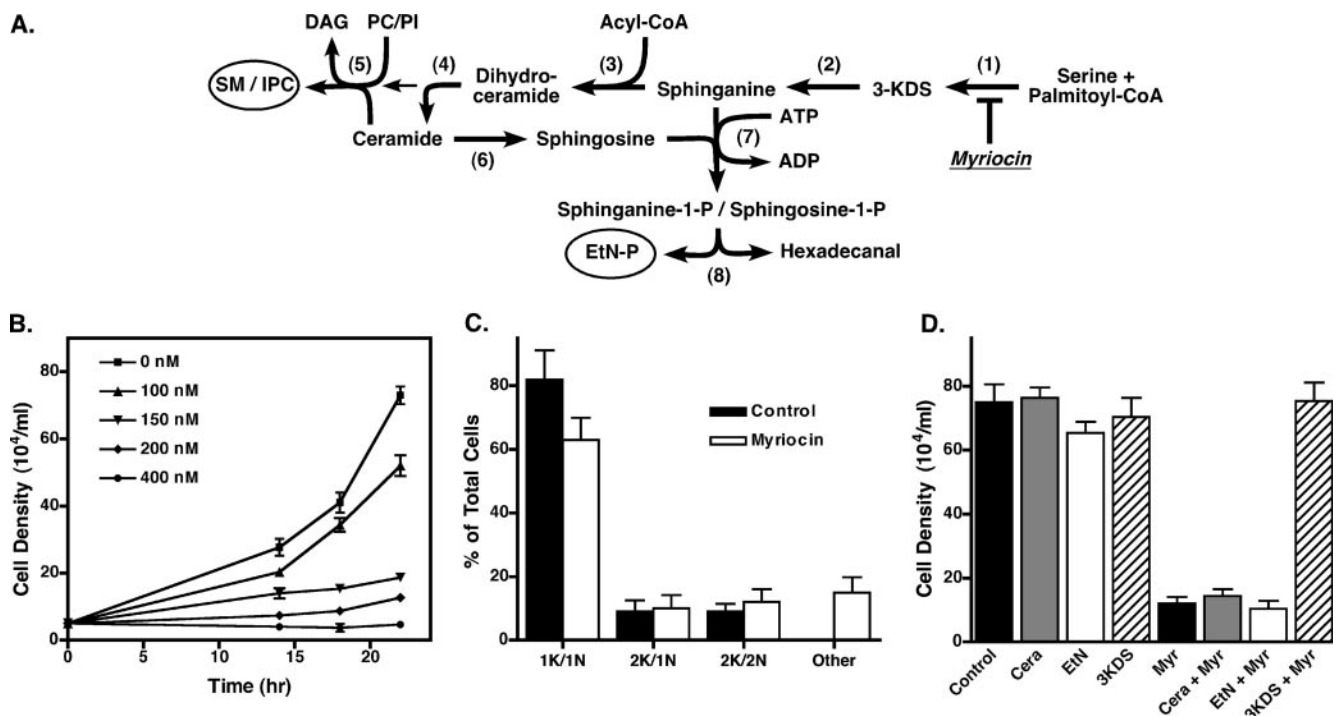 A.
DAG PC/PI Acyl-CoA
(5) (4) (3) (2) (1)
SM / IPC
Dihydro-
ceramide
Sphinganine 3-KDS Serine +
Palmitoyl-CoA
ATP
Ceramide (6) Sphingosine (7)
ADP
Myriocin
Sphinganine-1-P / Sphingosine-1-P
EtN-P Hexadecanal
(8)
B.
Cell Density (10⁴/ml)
80
60
40
20
0
0 nM
100 nM
150 nM
200 nM
400 nM
0 5 10 15 20
Time (hr)
C.
% of Total Cells
80
60
40
20
0
Control
Myriocin
1K/1N 2K/1N 2K/2N Other
D.
Cell Density (10⁴/ml)
80
60
40
20
0
Control
Cera
EtN
3KDS
Myr
Cera + Myr
EtN + Myr
3KDS + Myr